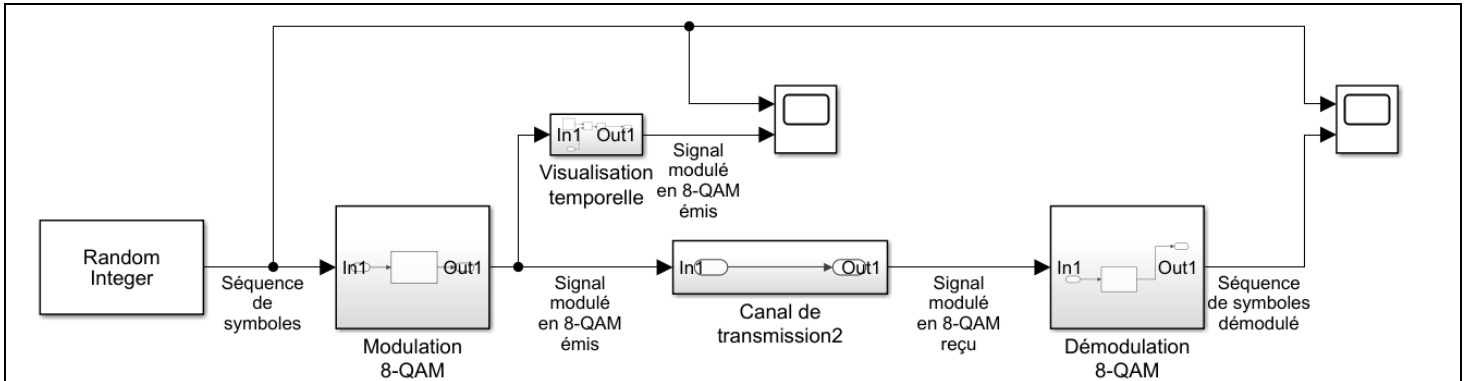 In1 Out1
Visualisation
temporelle
Signal
modulé
en 8-QAM
émis
Random
Integer
Séquence
de
symboles
In1 Out1
Modulation
8-QAM
Signal
modulé
en 8-QAM
émis
In1 Out1
Canal de
transmission2
Signal
modulé
en 8-QAM
reçu
In1 Out1
Démodulation
8-QAM
Séquence
de symboles
démodulé